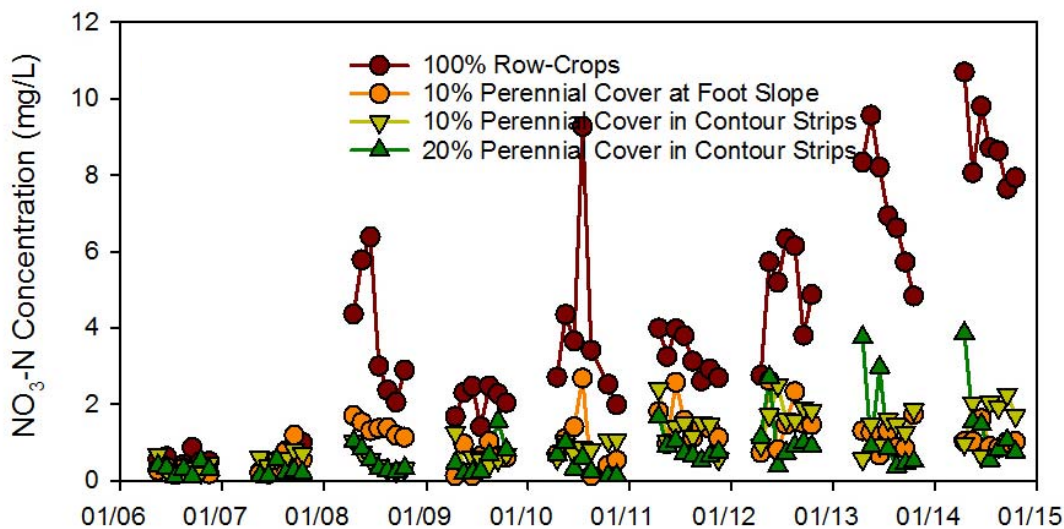 12
10
8
6
4
2
0
NO₃-N Concentration (mg/L)
100% Row-Crops
10% Perennial Cover at Foot Slope
10% Perennial Cover in Contour Strips
20% Perennial Cover in Contour Strips
01/06 01/07 01/08 01/09 01/10 01/11 01/12 01/13 01/14 01/15